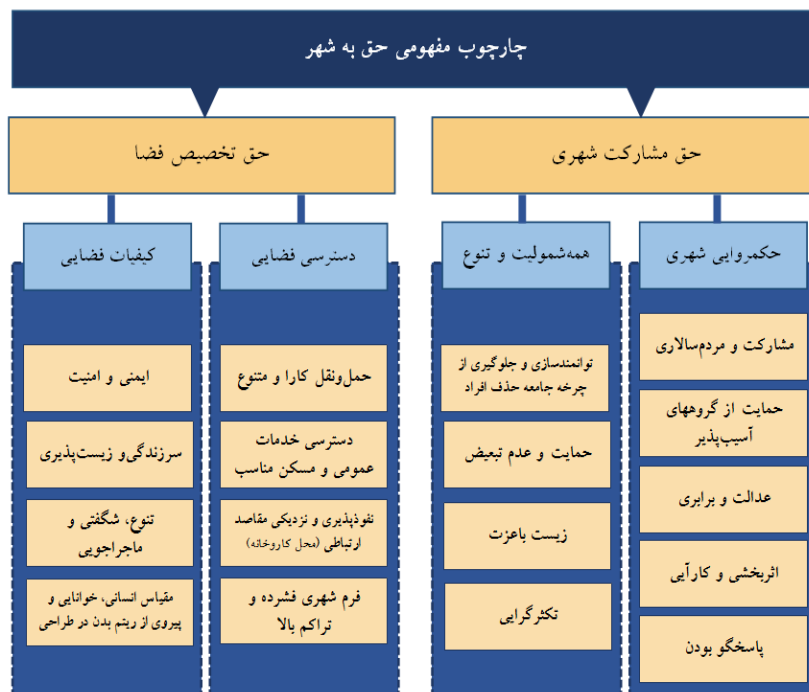 چارچوب مفهومی حق به شهر
حق مشارکت شهری
حق تخصیص فضا
حکمروایی شهری
همه‌شمولیت و تنوع
دسترسی فضایی
کیفیات فضایی
مشارکت و مردم‌سالاری
حمایت از گروههای
آسیب‌پذیر
عدالت و برابری
اثربخشی و کارآیی
پاسخگو بودن
توانمندسازی و جلوگیری از
چرخه جامعه حذف افراد
حمایت و عدم تبعیض
زیست باعزت
تکثرگرایی
حمل‌ونقل کارا و متنوع
دسترسی خدمات
عمومی و مسکن مناسب
نفوذپذیری و نزدیکی مقاصد
ارتباطی (محل کاروخانه)
فرم شهری فشرده و
تراکم بالا
ایمنی و امنیت
سرزندگی‌و زیست‌پذیری
تنوع، شگفتی و
ماجراجویی
مقیاس انسانی، خوانایی و
پیروی از ریتم بدن در طراحی